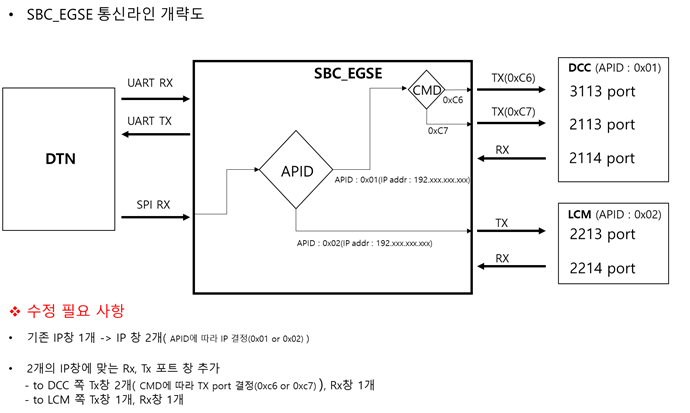 • SBC_EGSE 통신라인 개략도
SBC_EGSE
DTN
UART RX
UART TX
SPI RX
APID
CMD
0xC6
0xC7
APID : 0x01(IP addr : 192.xxx.xxx.xxx)
APID : 0x02(IP addr : 192.xxx.xxx.xxx)
TX(0xC6)
TX(0xC7)
RX
DCC (APID : 0x01)
3113 port
2113 port
2114 port
TX
RX
LCM (APID : 0x02)
2213 port
2214 port
❖ 수정 필요 사항
• 기존 IP창 1개 -> IP 창 2개( APID에 따라 IP 결정(0x01 or 0x02) )
• 2개의 IP창에 맞는 Rx, Tx 포트 창 추가
- to DCC 쪽 Tx창 2개( CMD에 따라 TX port 결정(0xc6 or 0xc7) ), Rx창 1개
- to LCM 쪽 Tx창 1개, Rx창 1개